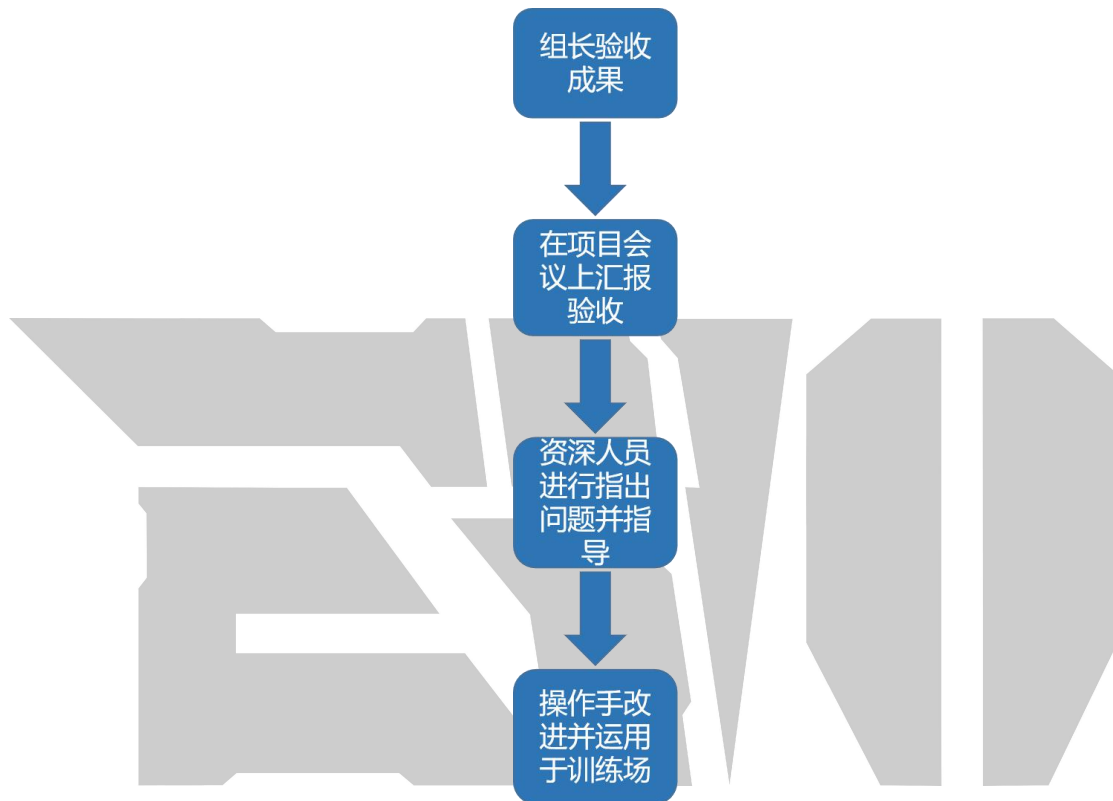 组长验收
成果
在项目会
议上汇报
验收
资深人员
进行指出
问题并指
导
操作手改
进并运用
于训练场